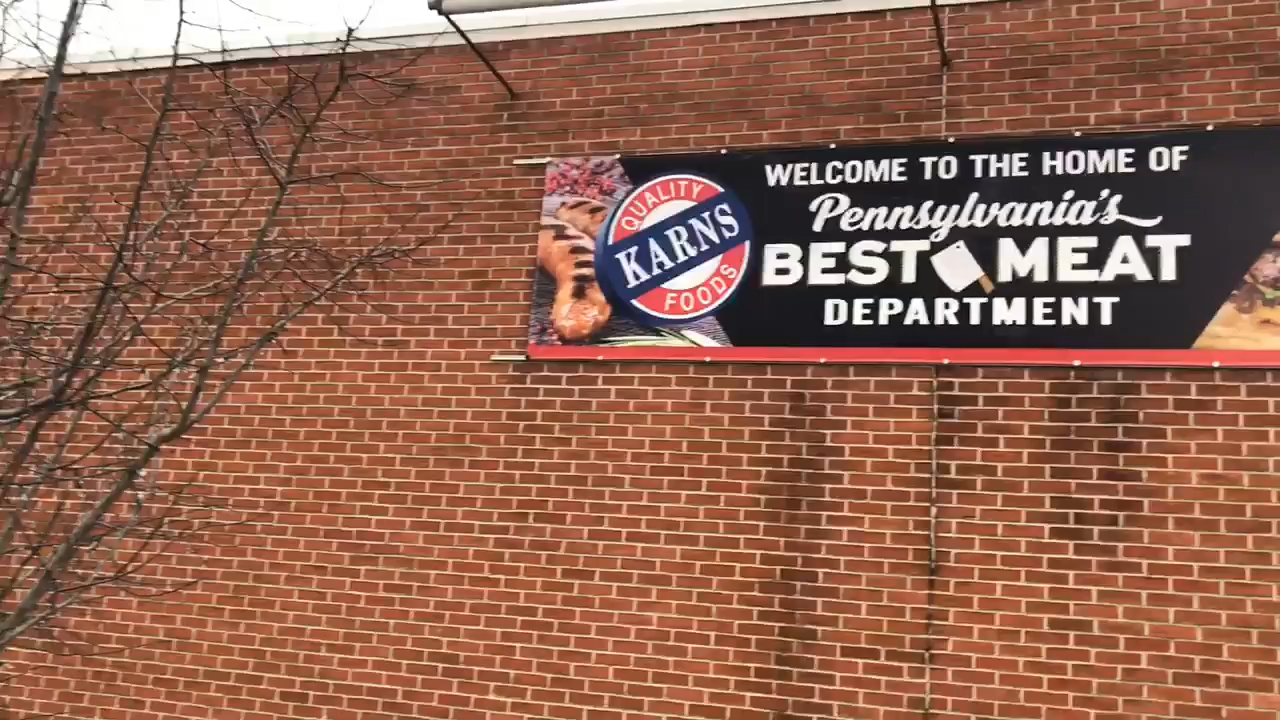 QUALITY
KARNS
FOODS
WELCOME TO THE HOME OF
Pennsylvania's
BEST MEAT
DEPARTMENT